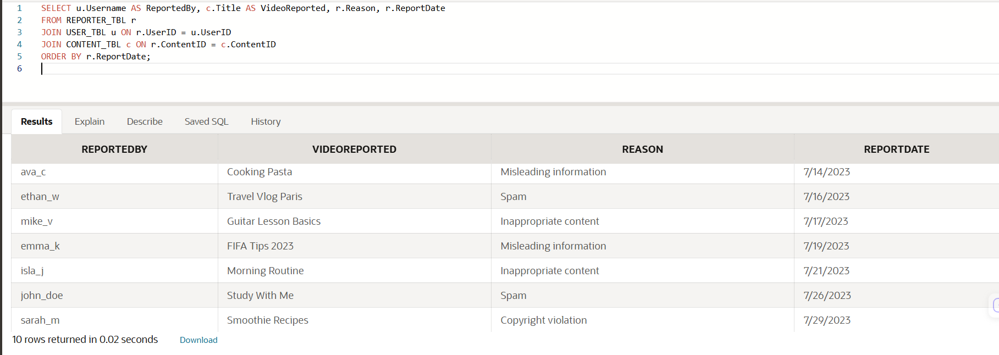 1 SELECT u.Username AS ReportedBy, c.Title AS VideoReported, r.Reason, r.ReportDate
2 FROM REPORTER_TBL r
3 JOIN USER_TBL u ON r.UserID = u.UserID
4 JOIN CONTENT_TBL c ON r.ContentID = c.ContentID
5 ORDER BY r.ReportDate;
6
Results Explain Describe Saved SQL History
REPORTEDBY VIDEOREPORTED REASON REPORTDATE
ava_c Cooking Pasta Misleading information 7/14/2023
ethan_w Travel Vlog Paris Spam 7/16/2023
mike_v Guitar Lesson Basics Inappropriate content 7/17/2023
emma_k FIFA Tips 2023 Misleading information 7/19/2023
isla_j Morning Routine Inappropriate content 7/21/2023
john_doe Study With Me Spam 7/26/2023
sarah_m Smoothie Recipes Copyright violation 7/29/2023
10 rows returned in 0.02 seconds Download